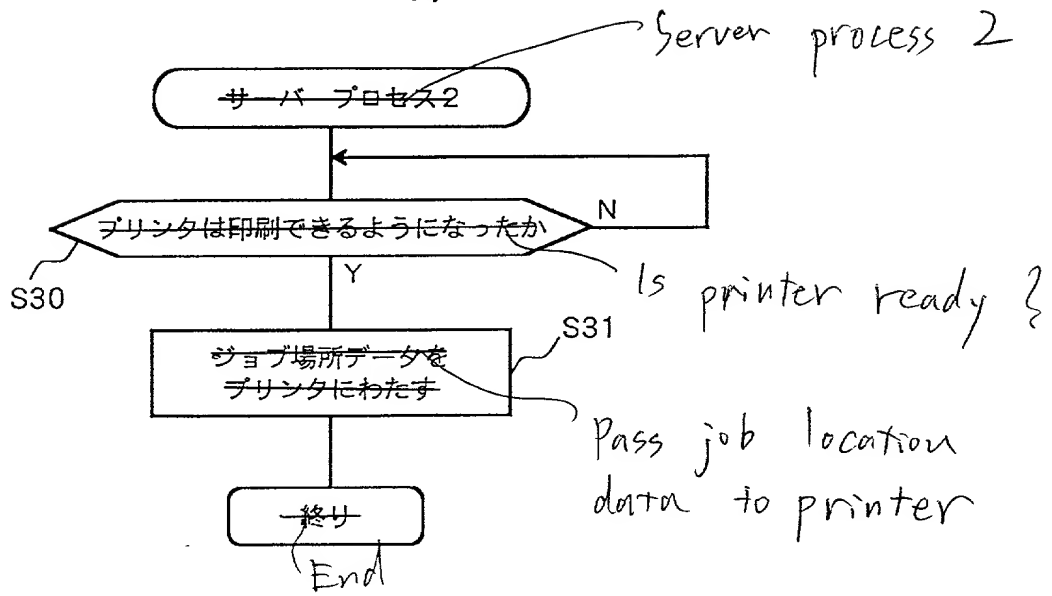 Server process 2
サーバ プロセス2
プリンタは印刷できるようになったか
N
Y
S30
Is printer ready ?
S31
ジョブ場所データを
プリンタにわたす
Pass job location
data to printer
終り
End